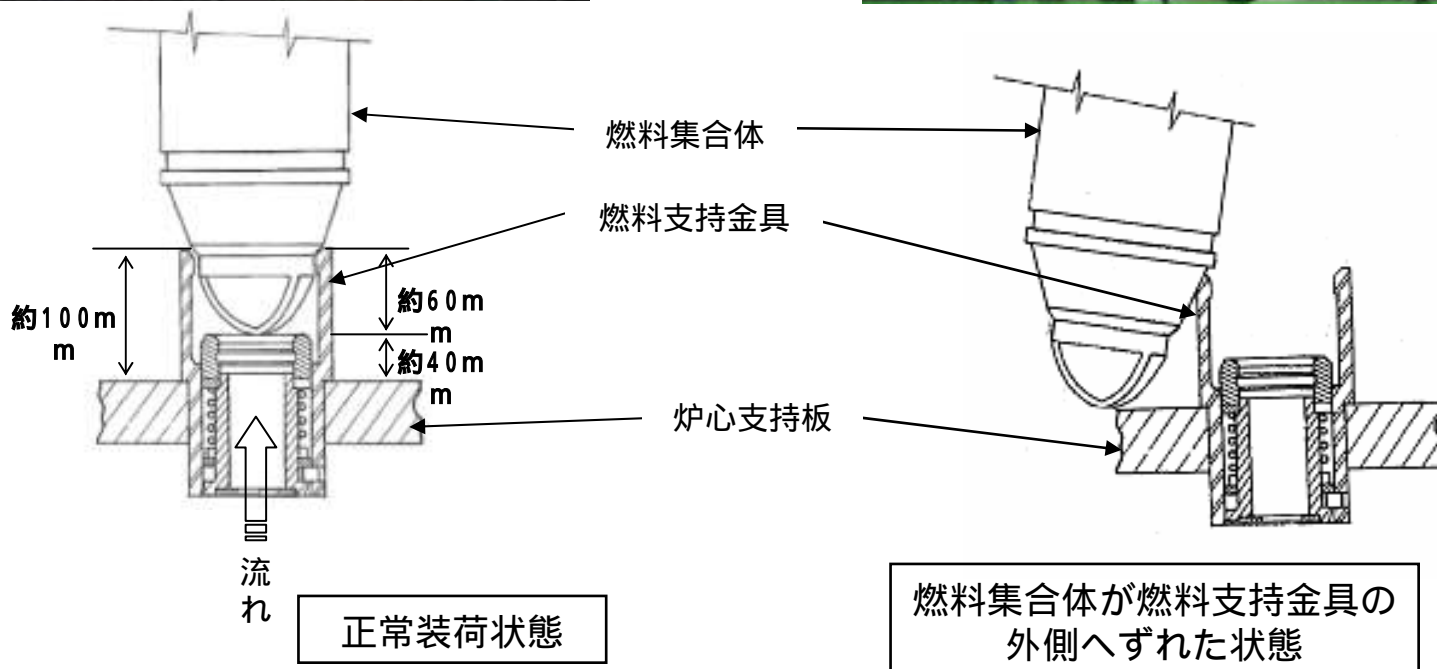 燃料集合体
燃料支持金具
約100m
m
約60m
m
約40m
m
炉心支持板
流
れ
正常装荷状態
燃料集合体が燃料支持金具の
外側へずれた状態